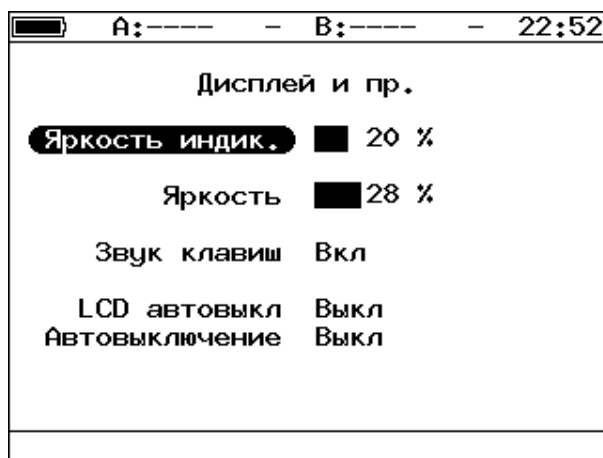 A:---- - B:---- - 22:52
Дисплей и пр.
Яркость индик. 20 %
Яркость 28 %
Звук клавиш Вкл
LCD автовыкл Выкл
Автовыключение Выкл